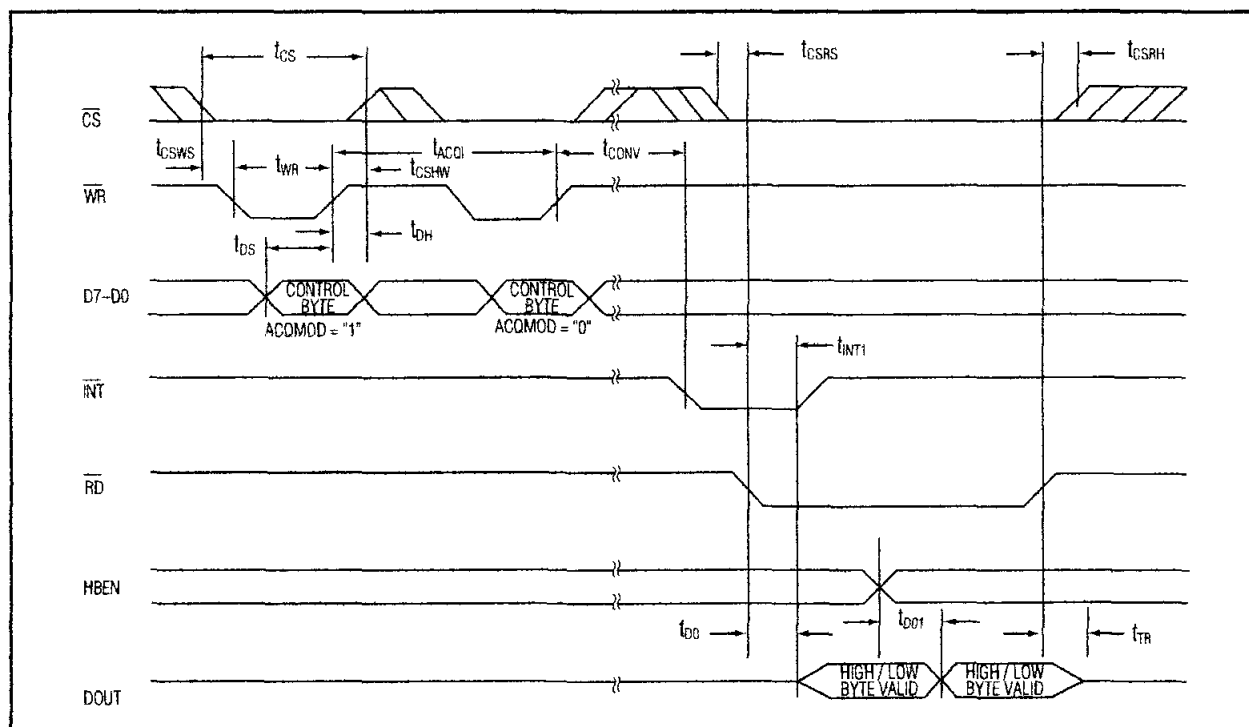 tCS
tCSRS
tCSRH
CS
tCSWS
tWR
tACQI
tCONV
tCSHW
WR
tDS
tDH
D7–D0
CONTROL
BYTE
ACQMOD = "1"
CONTROL
BYTE
ACQMOD = "0"
tINT1
INT
RD
HBEN
tD0
tD01
tTR
DOUT
HIGH / LOW
BYTE VALID
HIGH / LOW
BYTE VALID